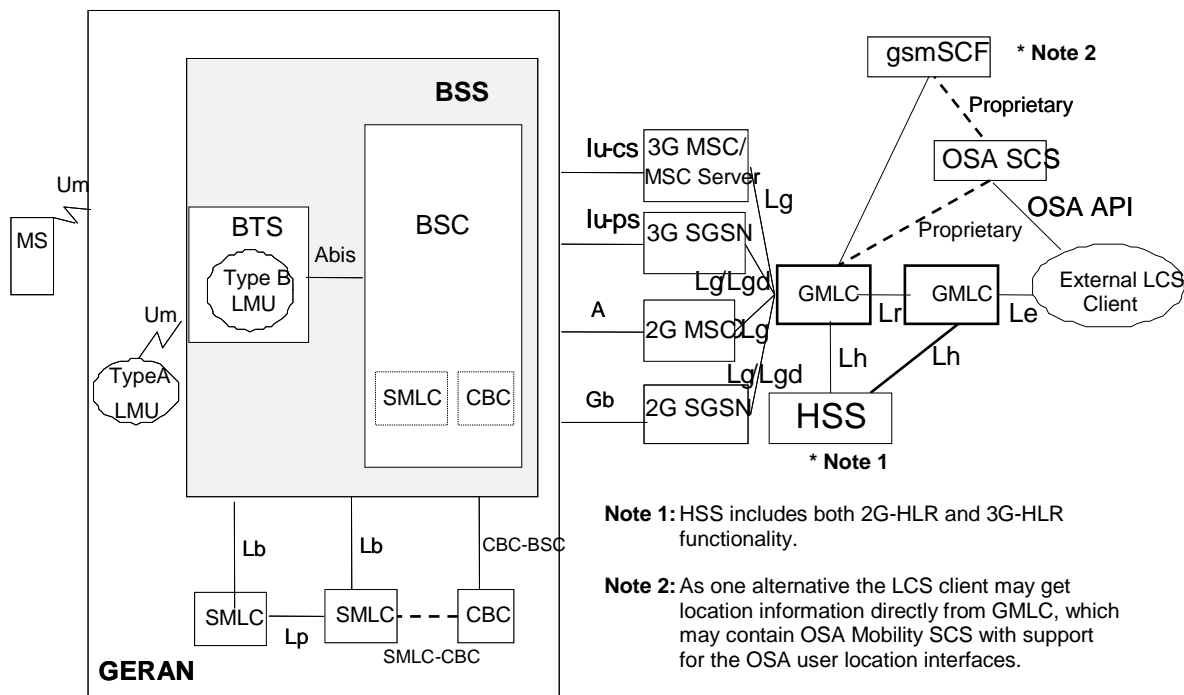 gsmSCF
* Note 2
BSS
Proprietary
Iu-cs
3G MSC/
MSC Server
OSA SCS
Um
Lg
MS
BTS
BSC
Iu-ps
3G SGSN
OSA API
Proprietary
Abis
Type B
LMU
Lg/Lgd
GMLC
GMLC
External LCS
Client
Um
A
2G MSC
Lg
Lr
Le
Lh
Lh
Lg/Lgd
TypeA
LMU
SMLC
CBC
Gb
2G SGSN
HSS
* Note 1
Note 1: HSS includes both 2G-HLR and 3G-HLR
functionality.
Lb
Lb
CBC-BSC
Note 2: As one alternative the LCS client may get
location information directly from GMLC, which
may contain OSA Mobility SCS with support
for the OSA user location interfaces.
SMLC
SMLC
CBC
Lp
SMLC-CBC
GERAN